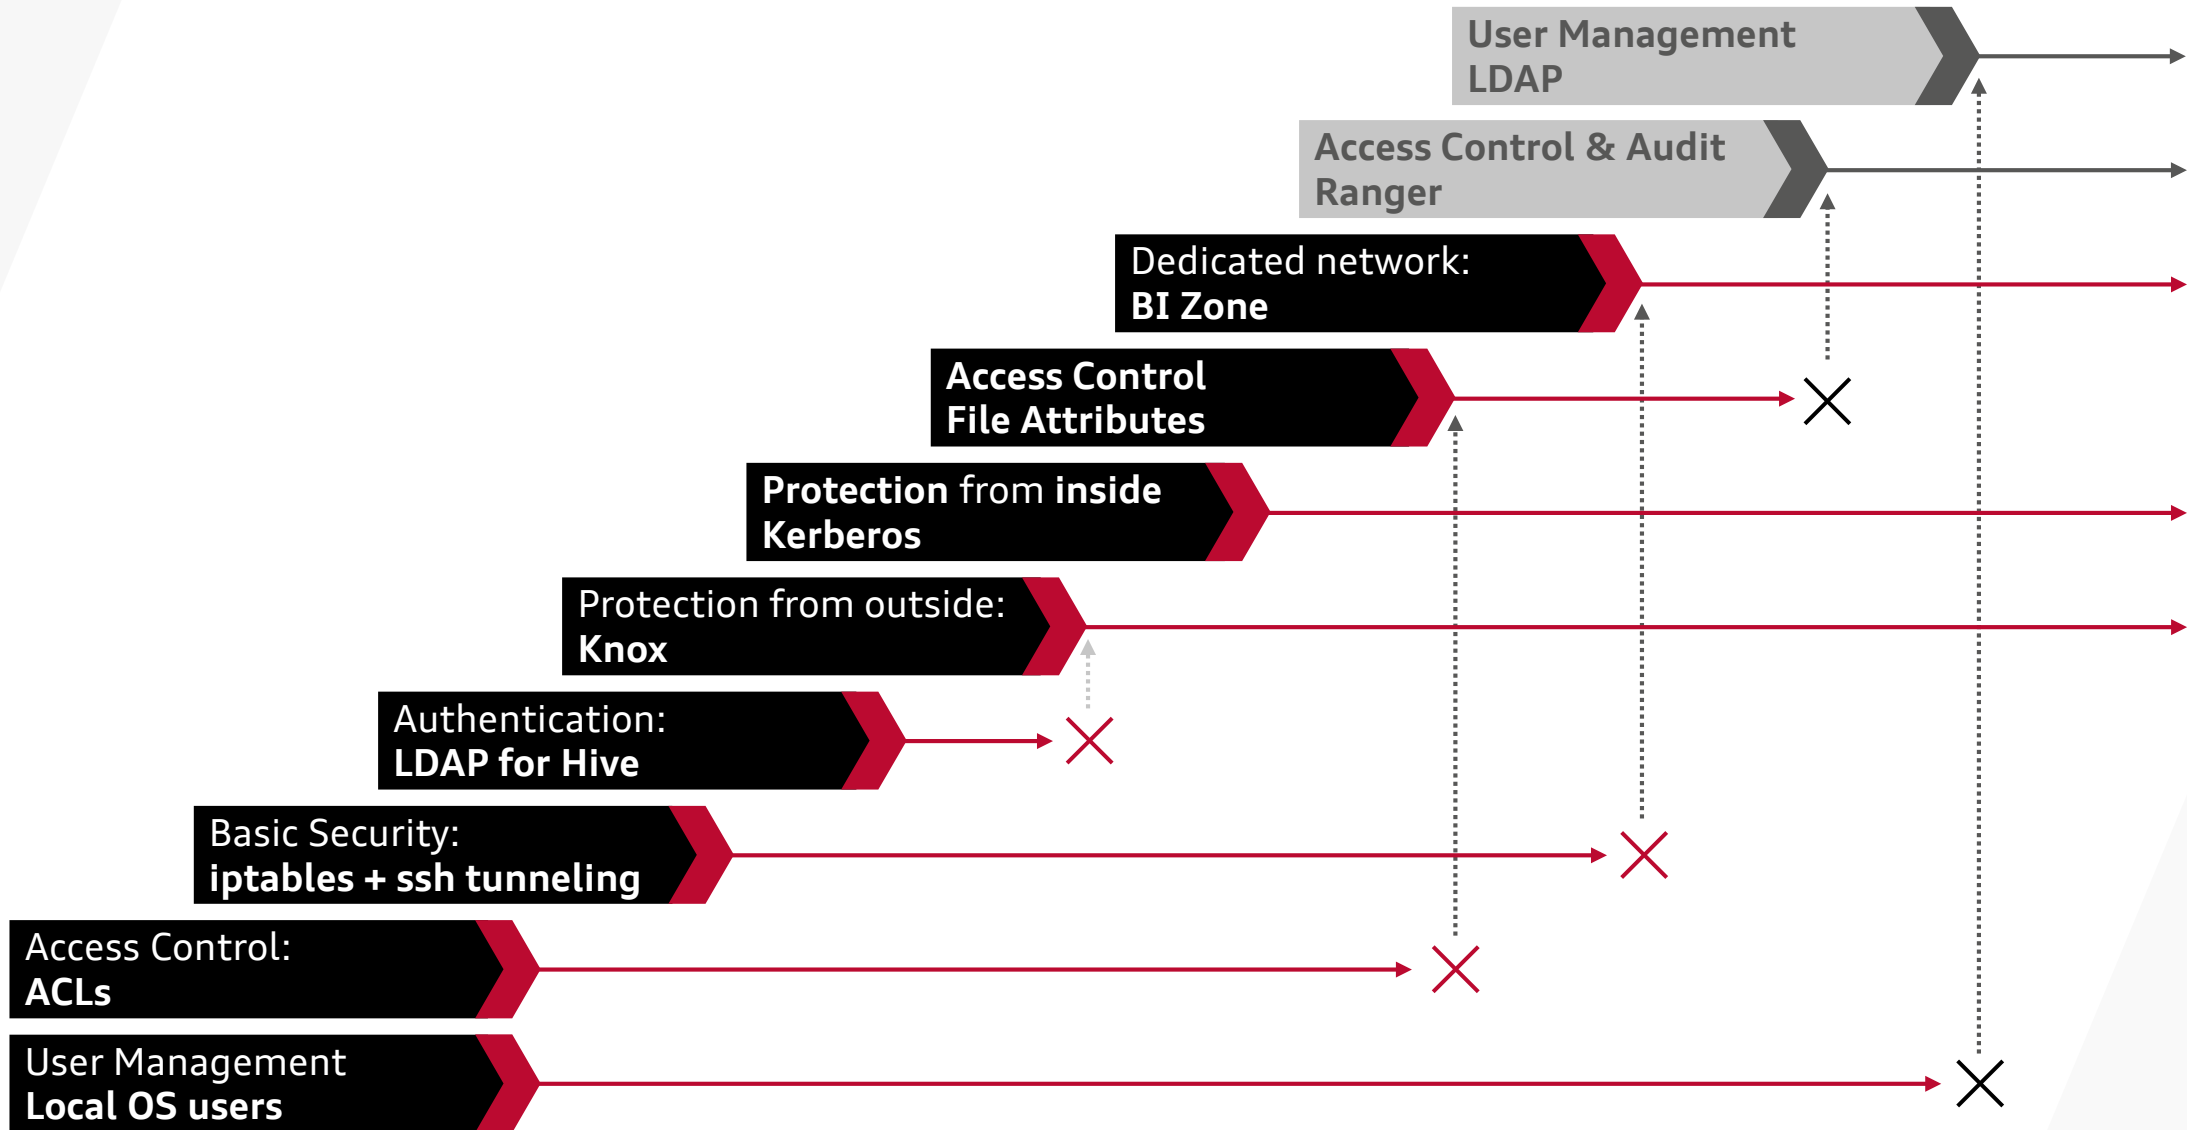 User Management
LDAP
Access Control & Audit
Ranger
Dedicated network:
BI Zone
Access Control
File Attributes
Protection from inside
Kerberos
Protection from outside:
Knox
Authentication:
LDAP for Hive
Basic Security:
iptables + ssh tunneling
Access Control:
ACLs
User Management
Local OS users